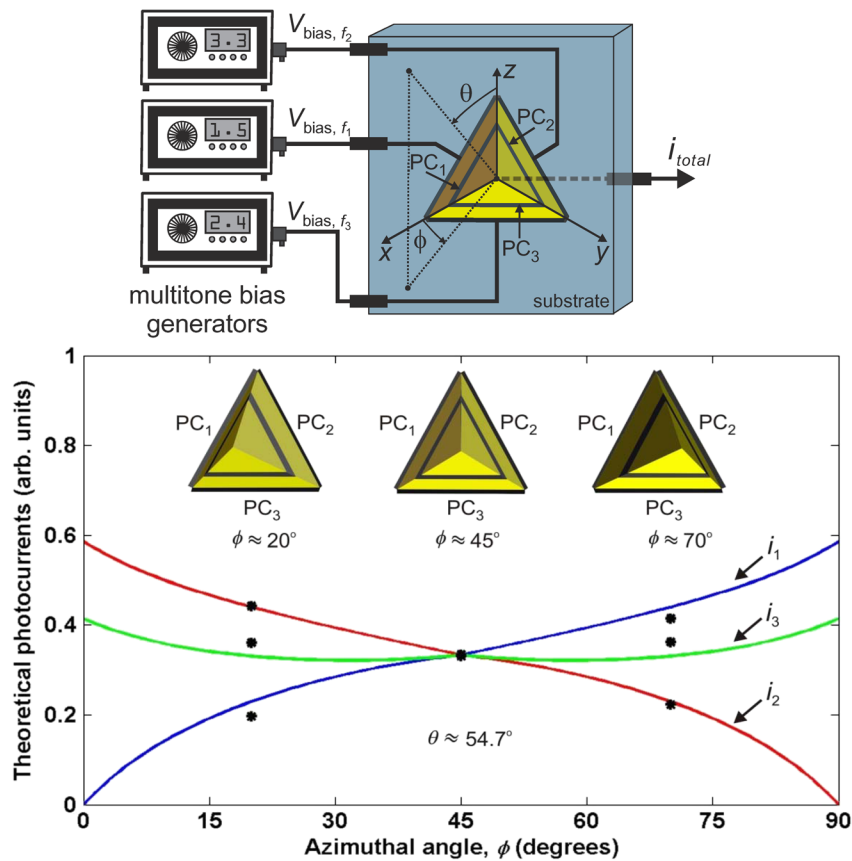 V_bias, f₂
3.3
z
θ
PC₂
V_bias, f₁
1.5
PC₁
i_total
V_bias, f₃
2.4
ϕ
x
PC₃
y
multitone bias
generators
substrate
1
0.8
0.6
0.4
0.2
0
Theoretical photocurrents (arb. units)
PC₁ PC₂ PC₁ PC₂ PC₁ PC₂
PC₃ PC₃ PC₃
ϕ ≈ 20° ϕ ≈ 45° ϕ ≈ 70°
i₁
i₃
i₂
θ ≈ 54.7°
0 15 30 45 60 75 90
Azimuthal angle, ϕ (degrees)